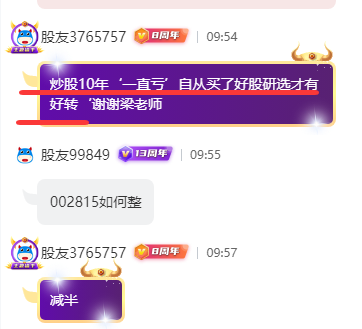 股友3765757 8周年 09:54
炒股10年‘一直亏’自从买了好股研选才有
好转‘谢谢梁老师
股友99849 13周年 09:55
002815如何整
股友3765757 8周年 09:57
减半